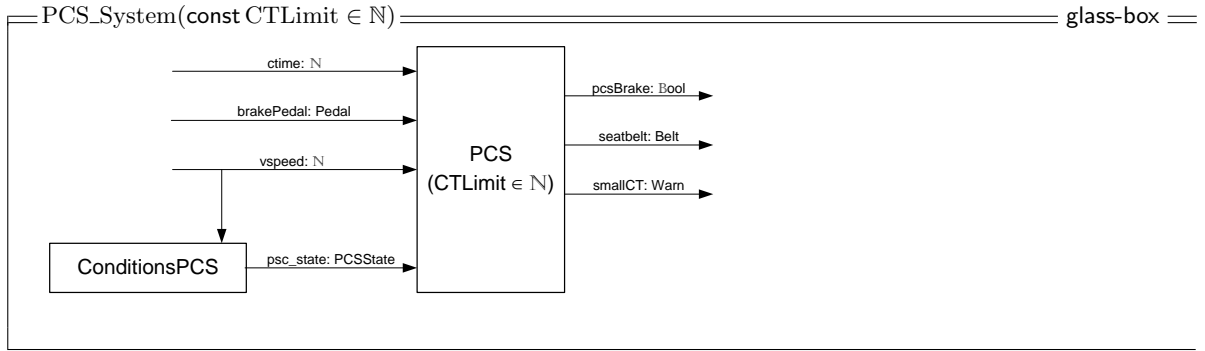 PCS_System(const CTLimit ∈ ℕ) glass-box
ctime: ℕ
pcsBrake: 𝔹ool
brakePedal: Pedal
seatbelt: Belt
PCS
vspeed: ℕ
(CTLimit ∈ ℕ)
smallCT: Warn
ConditionsPCS
psc_state: PCSState